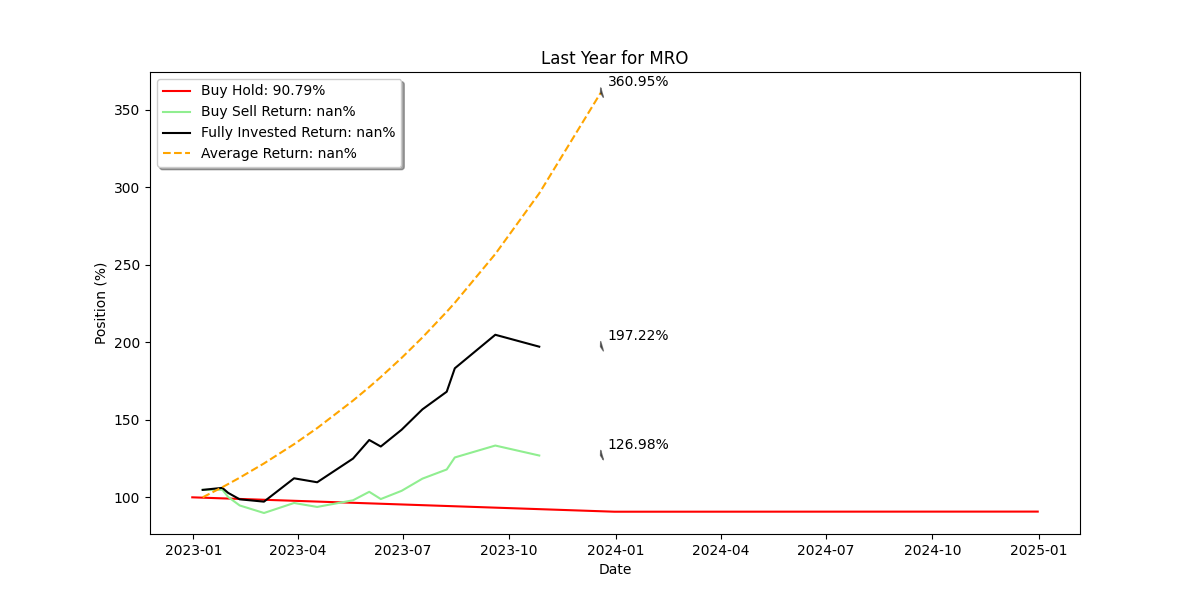 Last Year for MRO
360.95%
Buy Hold: 90.79%
Buy Sell Return: nan%
Fully Invested Return: nan%
Average Return: nan%
350
300
250
200
150
100
Position (%)
197.22%
126.98%
2023-01 2023-04 2023-07 2023-10 2024-01 2024-04 2024-07 2024-10 2025-01
Date